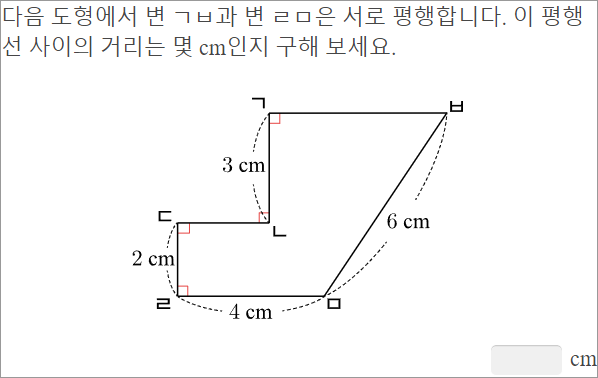 다음 도형에서 변 ㄱㅂ과 변 ㄹㅁ은 서로 평행합니다. 이 평행
선 사이의 거리는 몇 cm인지 구해 보세요.
ㄱ
ㅂ
3 cm
ㄷ
ㄴ
6 cm
2 cm
ㄹ
4 cm
ㅁ
cm